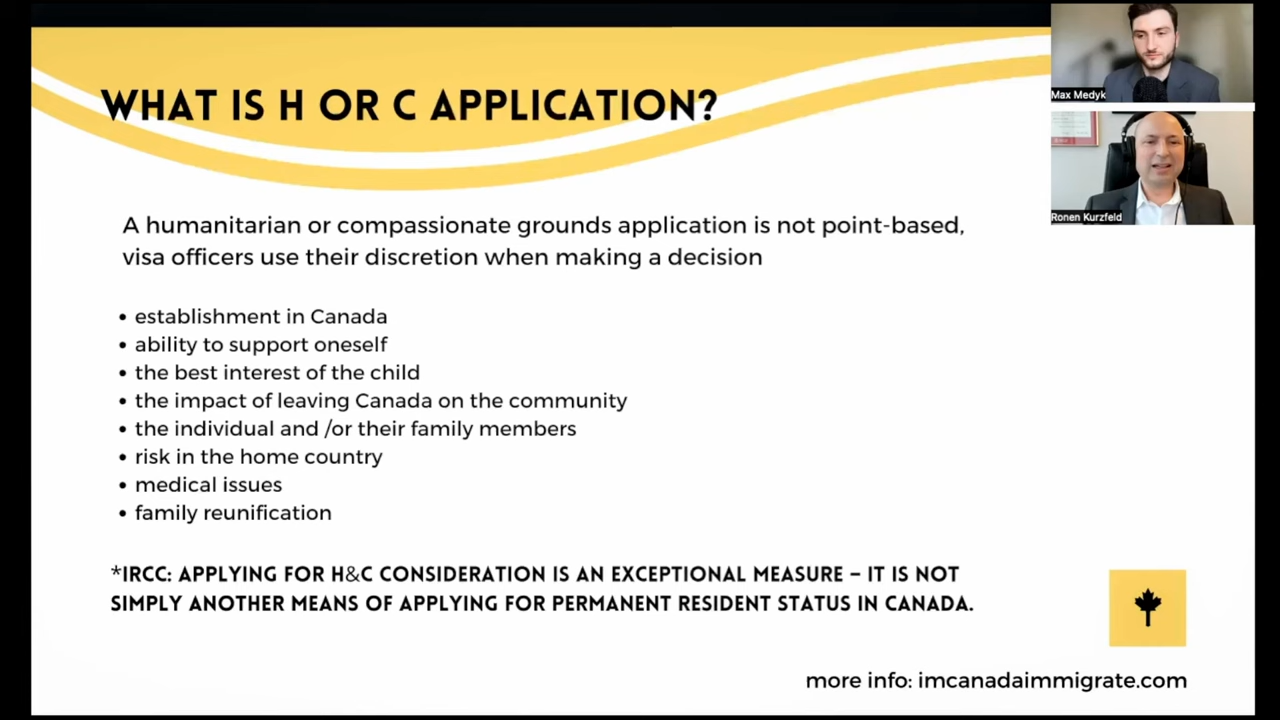 WHAT IS H OR C APPLICATION?
Max Medyk
Ronen Kurzfeld
A humanitarian or compassionate grounds application is not point-based,
visa officers use their discretion when making a decision
• establishment in Canada
• ability to support oneself
• the best interest of the child
• the impact of leaving Canada on the community
• the individual and /or their family members
• risk in the home country
• medical issues
• family reunification
*IRCC: APPLYING FOR H&C CONSIDERATION IS AN EXCEPTIONAL MEASURE – IT IS NOT
SIMPLY ANOTHER MEANS OF APPLYING FOR PERMANENT RESIDENT STATUS IN CANADA.
more info: imcanadaimmigrate.com